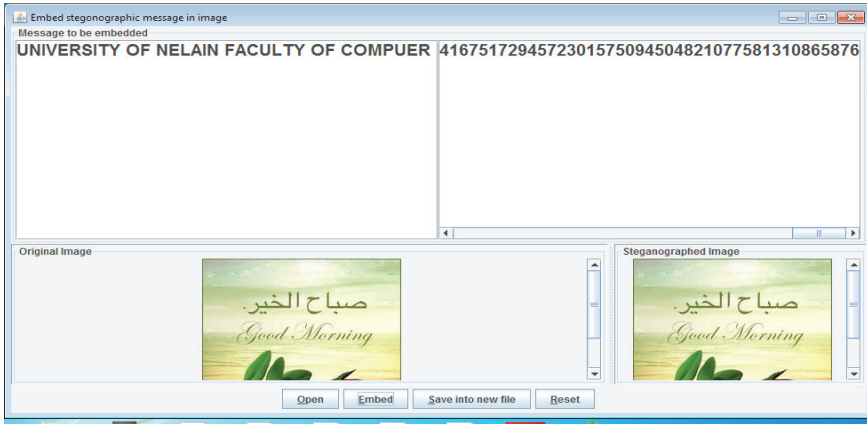 Embed stegonographic message in image
Message to be embedded
UNIVERSITY OF NELAIN FACULTY OF COMPUER
4167517294572301575094504821077581310865876
Original Image
Steganographed Image
صباح الخير.
Good Morning
صباح الخير.
Good Morning
Open
Embed
Save into new file
Reset